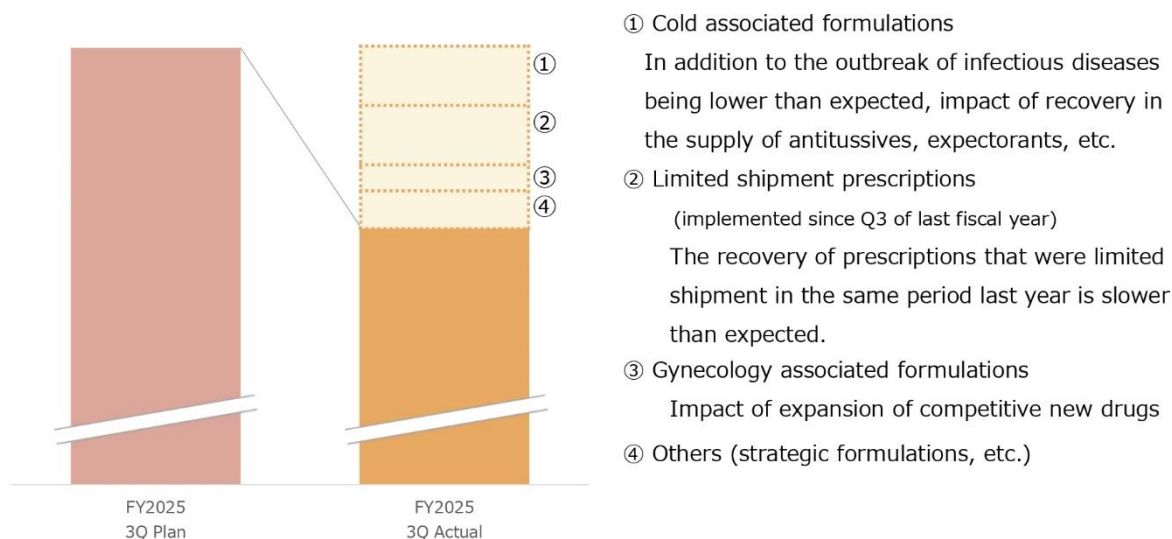 ①
②
③
④
FY2025
3Q Plan
FY2025
3Q Actual
① Cold associated formulations
In addition to the outbreak of infectious diseases
being lower than expected, impact of recovery in
the supply of antitussives, expectorants, etc.
② Limited shipment prescriptions
(implemented since Q3 of last fiscal year)
The recovery of prescriptions that were limited
shipment in the same period last year is slower
than expected.
③ Gynecology associated formulations
Impact of expansion of competitive new drugs
④ Others (strategic formulations, etc.)